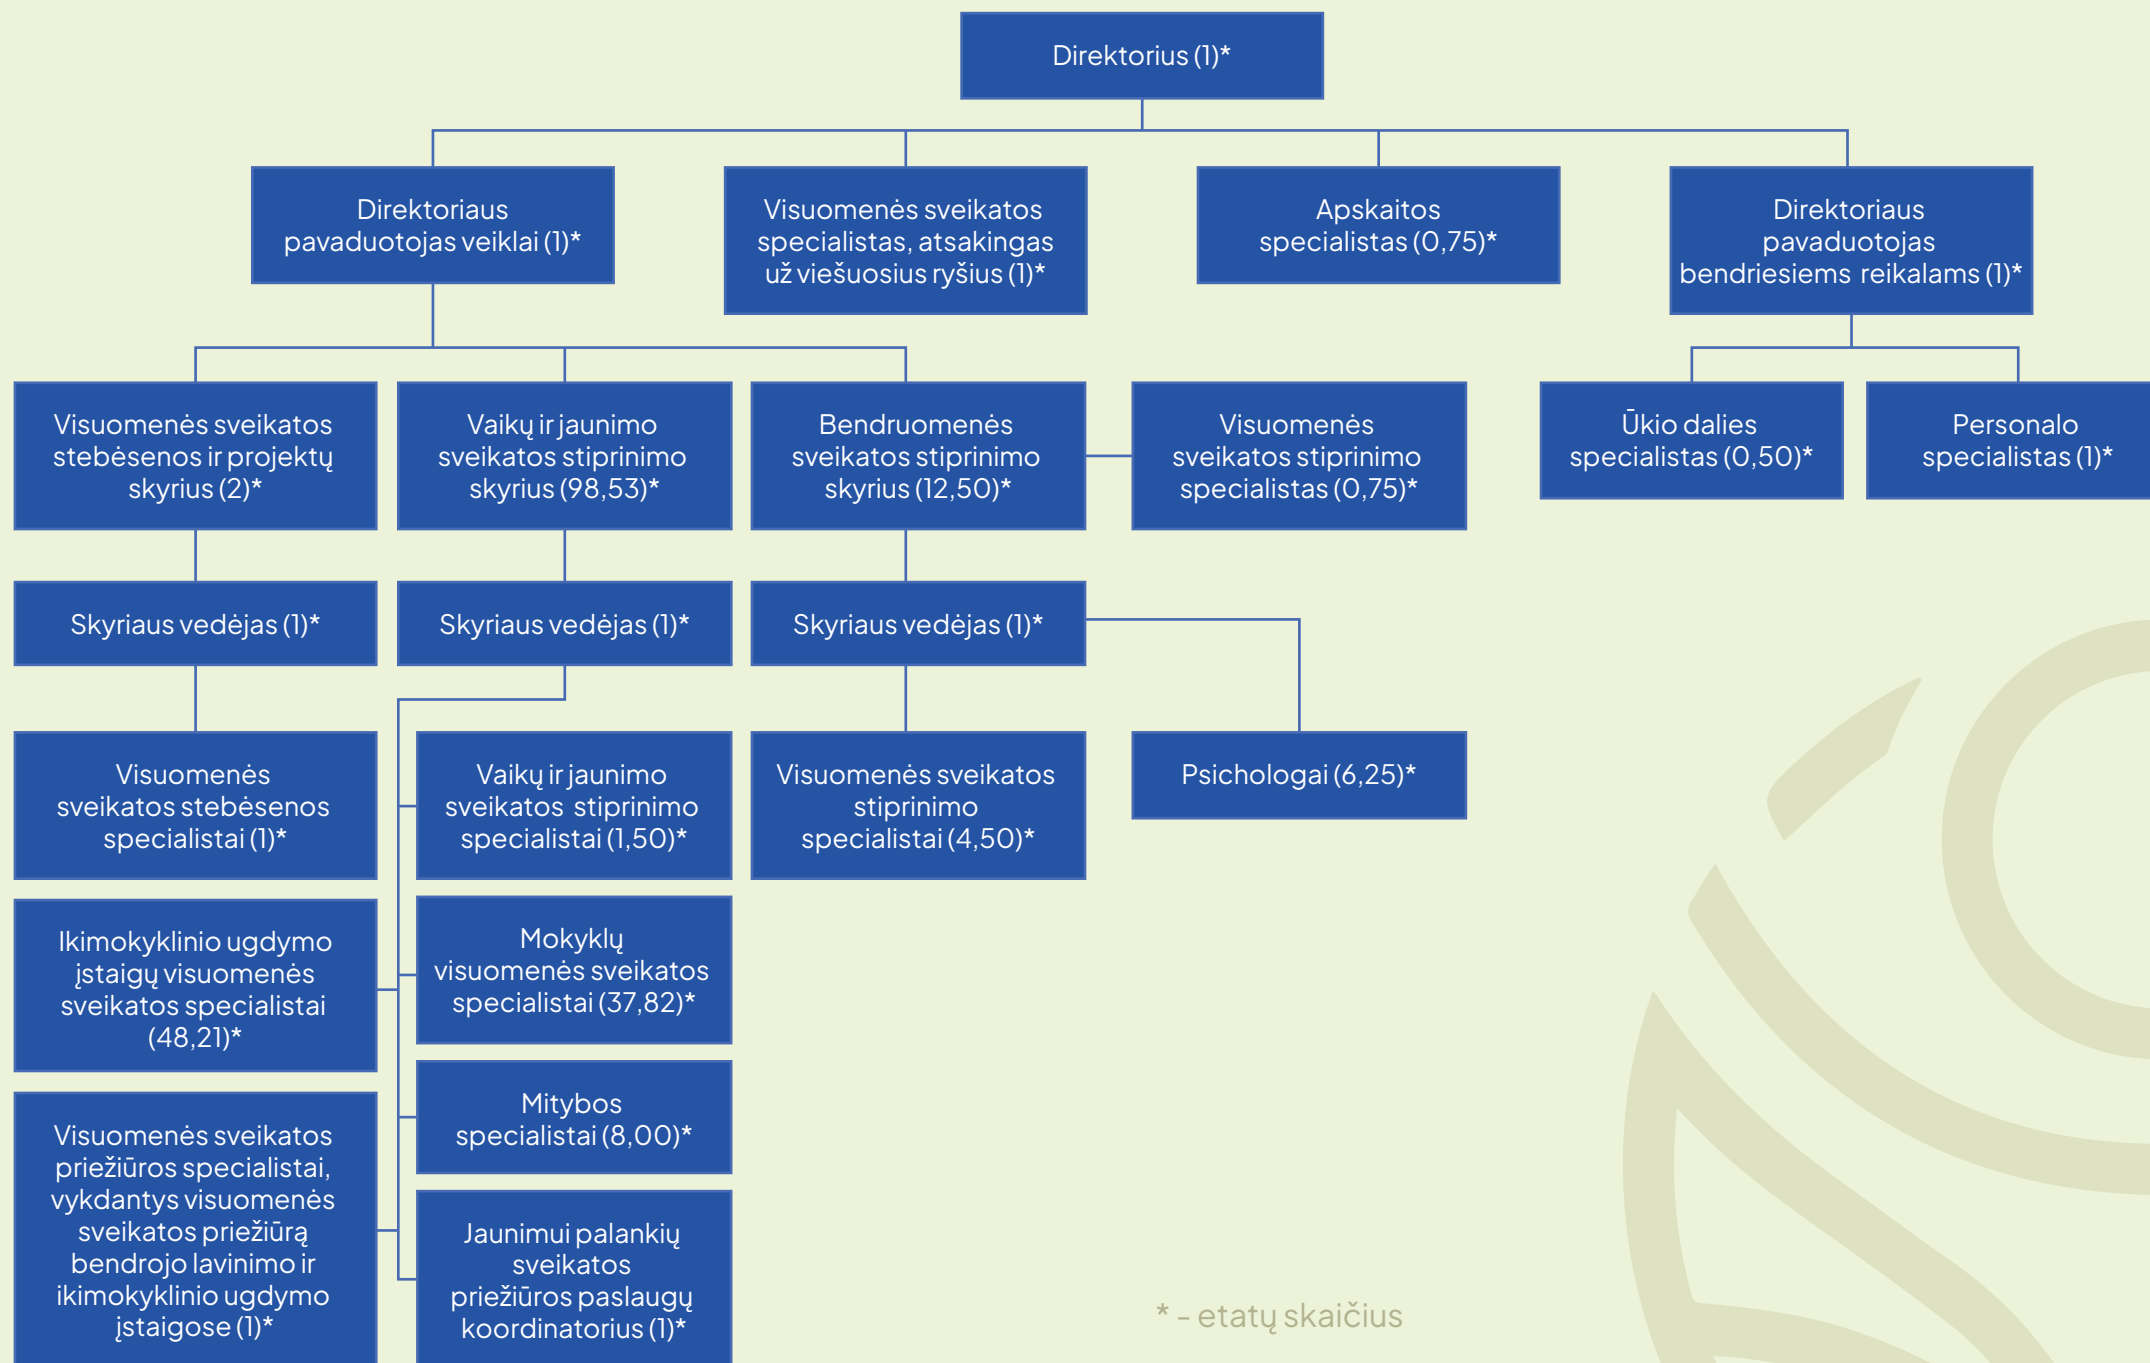 Direktorius (1)*
Direktoriaus
pavaduotojas veiklai (1)*
Visuomenės sveikatos
specialistas, atsakingas
už viešuosius ryšius (1)*
Apskaitos
specialistas (0,75)*
Direktoriaus
pavaduotojas
bendriesiems reikalams (1)*
Visuomenės sveikatos
stebėsenos ir projektų
skyrius (2)*
Vaikų ir jaunimo
sveikatos stiprinimo
skyrius (98,53)*
Bendruomenės
sveikatos stiprinimo
skyrius (12,50)*
Visuomenės
sveikatos stiprinimo
specialistas (0,75)*
Ūkio dalies
specialistas (0,50)*
Personalo
specialistas (1)*
Skyriaus vedėjas (1)*
Skyriaus vedėjas (1)*
Skyriaus vedėjas (1)*
Visuomenės
sveikatos stebėsenos
specialistai (1)*
Vaikų ir jaunimo
sveikatos stiprinimo
specialistai (1,50)*
Visuomenės sveikatos
stiprinimo
specialistai (4,50)*
Psichologai (6,25)*
Ikimokyklinio ugdymo
įstaigų visuomenės
sveikatos specialistai
(48,21)*
Mokyklų
visuomenės sveikatos
specialistai (37,82)*
Mitybos
specialistai (8,00)*
Visuomenės sveikatos
priežiūros specialistai,
vykdantys visuomenės
sveikatos priežiūrą
bendrojo lavinimo ir
ikimokyklinio ugdymo
įstaigose (1)*
Jaunimui palankių
sveikatos
priežiūros paslaugų
koordinatorius (1)*
* - etatų skaičius